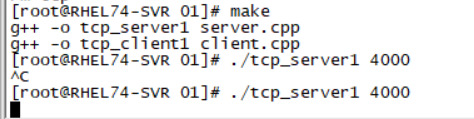 [root@RHEL74-SVR 01]# make
g++ -o tcp_server1 server.cpp
g++ -o tcp_client1 client.cpp
[root@RHEL74-SVR 01]# ./tcp_server1 4000
^C
[root@RHEL74-SVR 01]# ./tcp_server1 4000